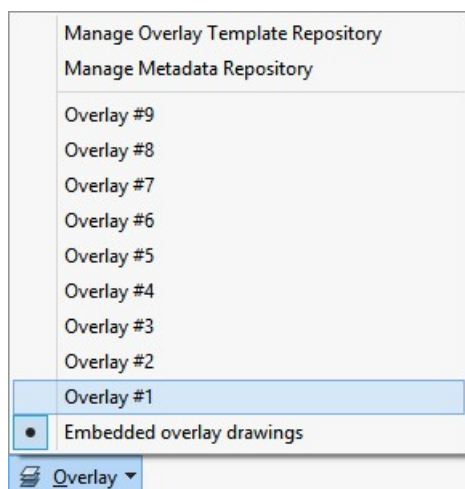 Manage Overlay Template Repository
Manage Metadata Repository
Overlay #9
Overlay #8
Overlay #7
Overlay #6
Overlay #5
Overlay #4
Overlay #3
Overlay #2
Overlay #1
Embedded overlay drawings
Overlay